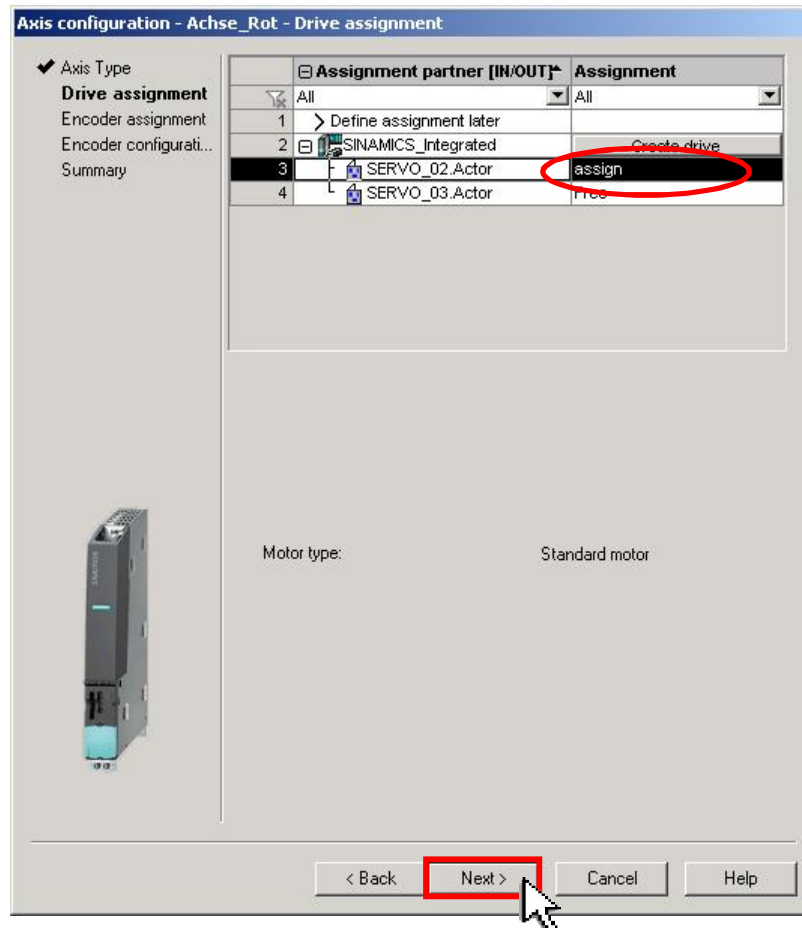 Axis configuration - Achse_Rot - Drive assignment
Axis Type
Drive assignment
Encoder assignment
Encoder configurati...
Summary
Assignment partner [IN/OUT] Assignment
All All
1 Define assignment later
2 SINAMICS_Integrated Create drive
3 SERVO_02.Actor assign
4 SERVO_03.Actor Free
Motor type: Standard motor
< Back Next > Cancel Help